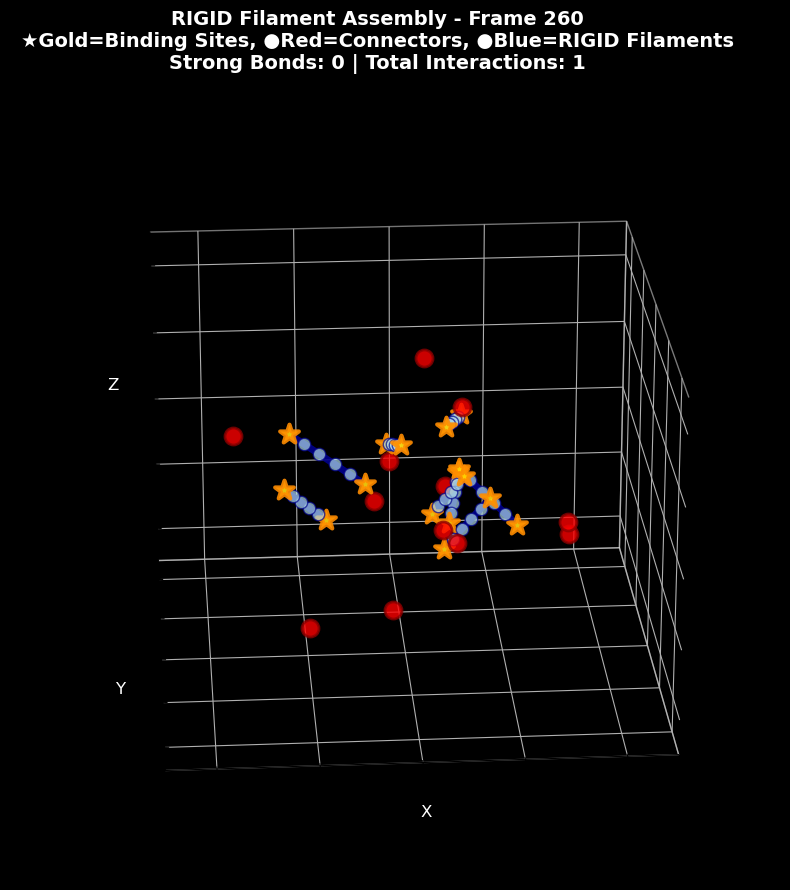 RIGID Filament Assembly - Frame 260
★Gold=Binding Sites, ●Red=Connectors, ●Blue=RIGID Filaments
Strong Bonds: 0 | Total Interactions: 1
Z
Y
X